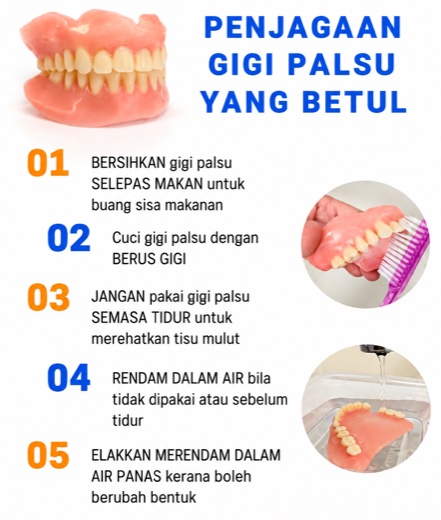 PENJAGAAN
GIGI PALSU
YANG BETUL
01
BERSIHKAN gigi palsu
SELEPAS MAKAN untuk
buang sisa makanan
02
Cuci gigi palsu dengan
BERUS GIGI
03
JANGAN pakai gigi palsu
SEMASA TIDUR untuk
merehatkan tisu mulut
04
RENDAM DALAM AIR bila
tidak dipakai atau sebelum
tidur
05
ELAKKAN MERENDAM DALAM
AIR PANAS kerana boleh
berubah bentuk